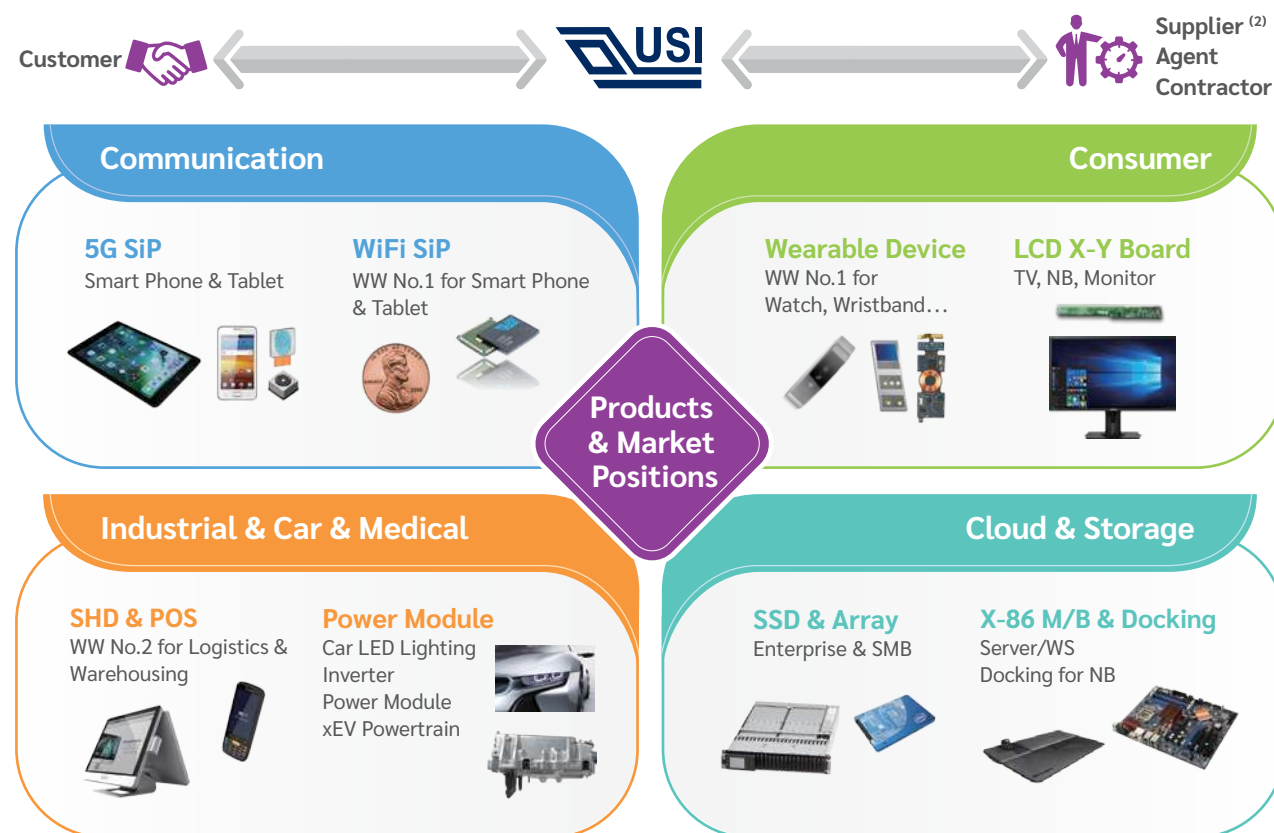 Customer
USI
Supplier (2)
Agent
Contractor
Communication
5G SiP
Smart Phone & Tablet
WiFi SiP
WW No.1 for Smart Phone
& Tablet
Consumer
Wearable Device
WW No.1 for
Watch, Wristband…
LCD X-Y Board
TV, NB, Monitor
Products
& Market
Positions
Industrial & Car & Medical
SHD & POS
WW No.2 for Logistics &
Warehousing
Power Module
Car LED Lighting
Inverter
Power Module
xEV Powertrain
Cloud & Storage
SSD & Array
Enterprise & SMB
X-86 M/B & Docking
Server/WS
Docking for NB